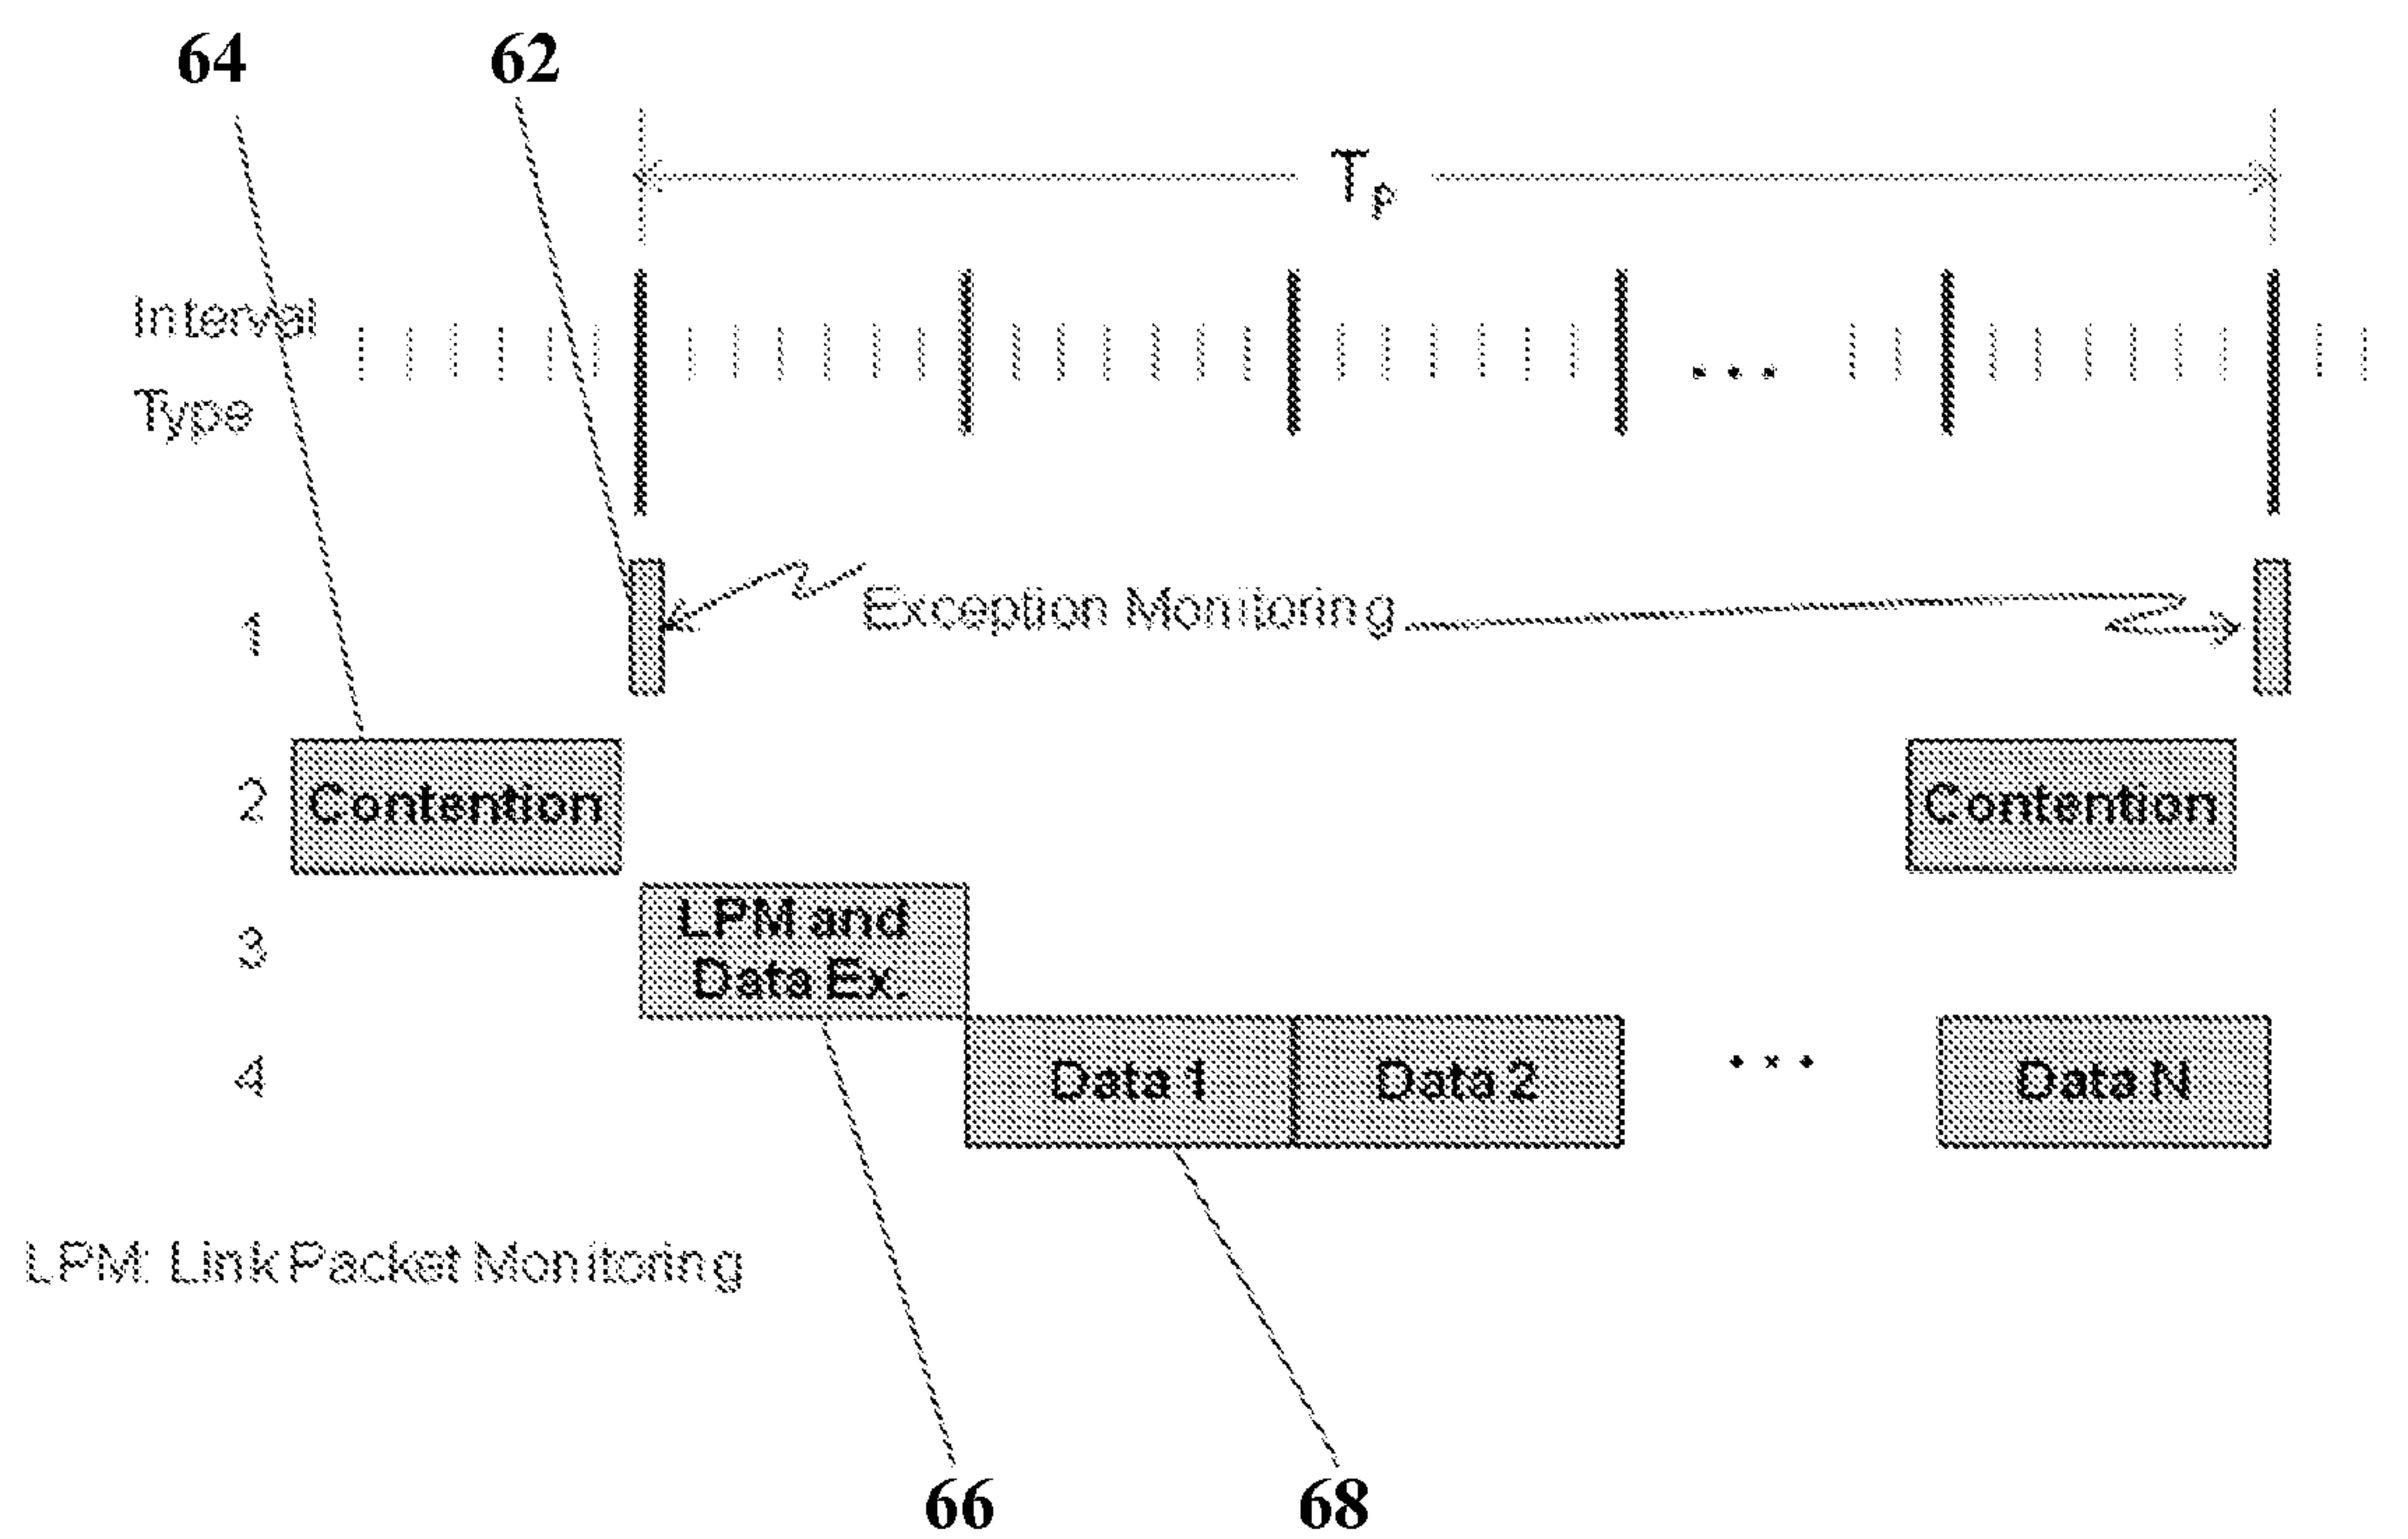 64 62
Tp
Interval
Type
...
1 Exception Monitoring
2 Contention Contention
3 LPM and
Data Ex.
4 Data 1 Data 2 ... Data N
LPM: Link Packet Monitoring
66 68